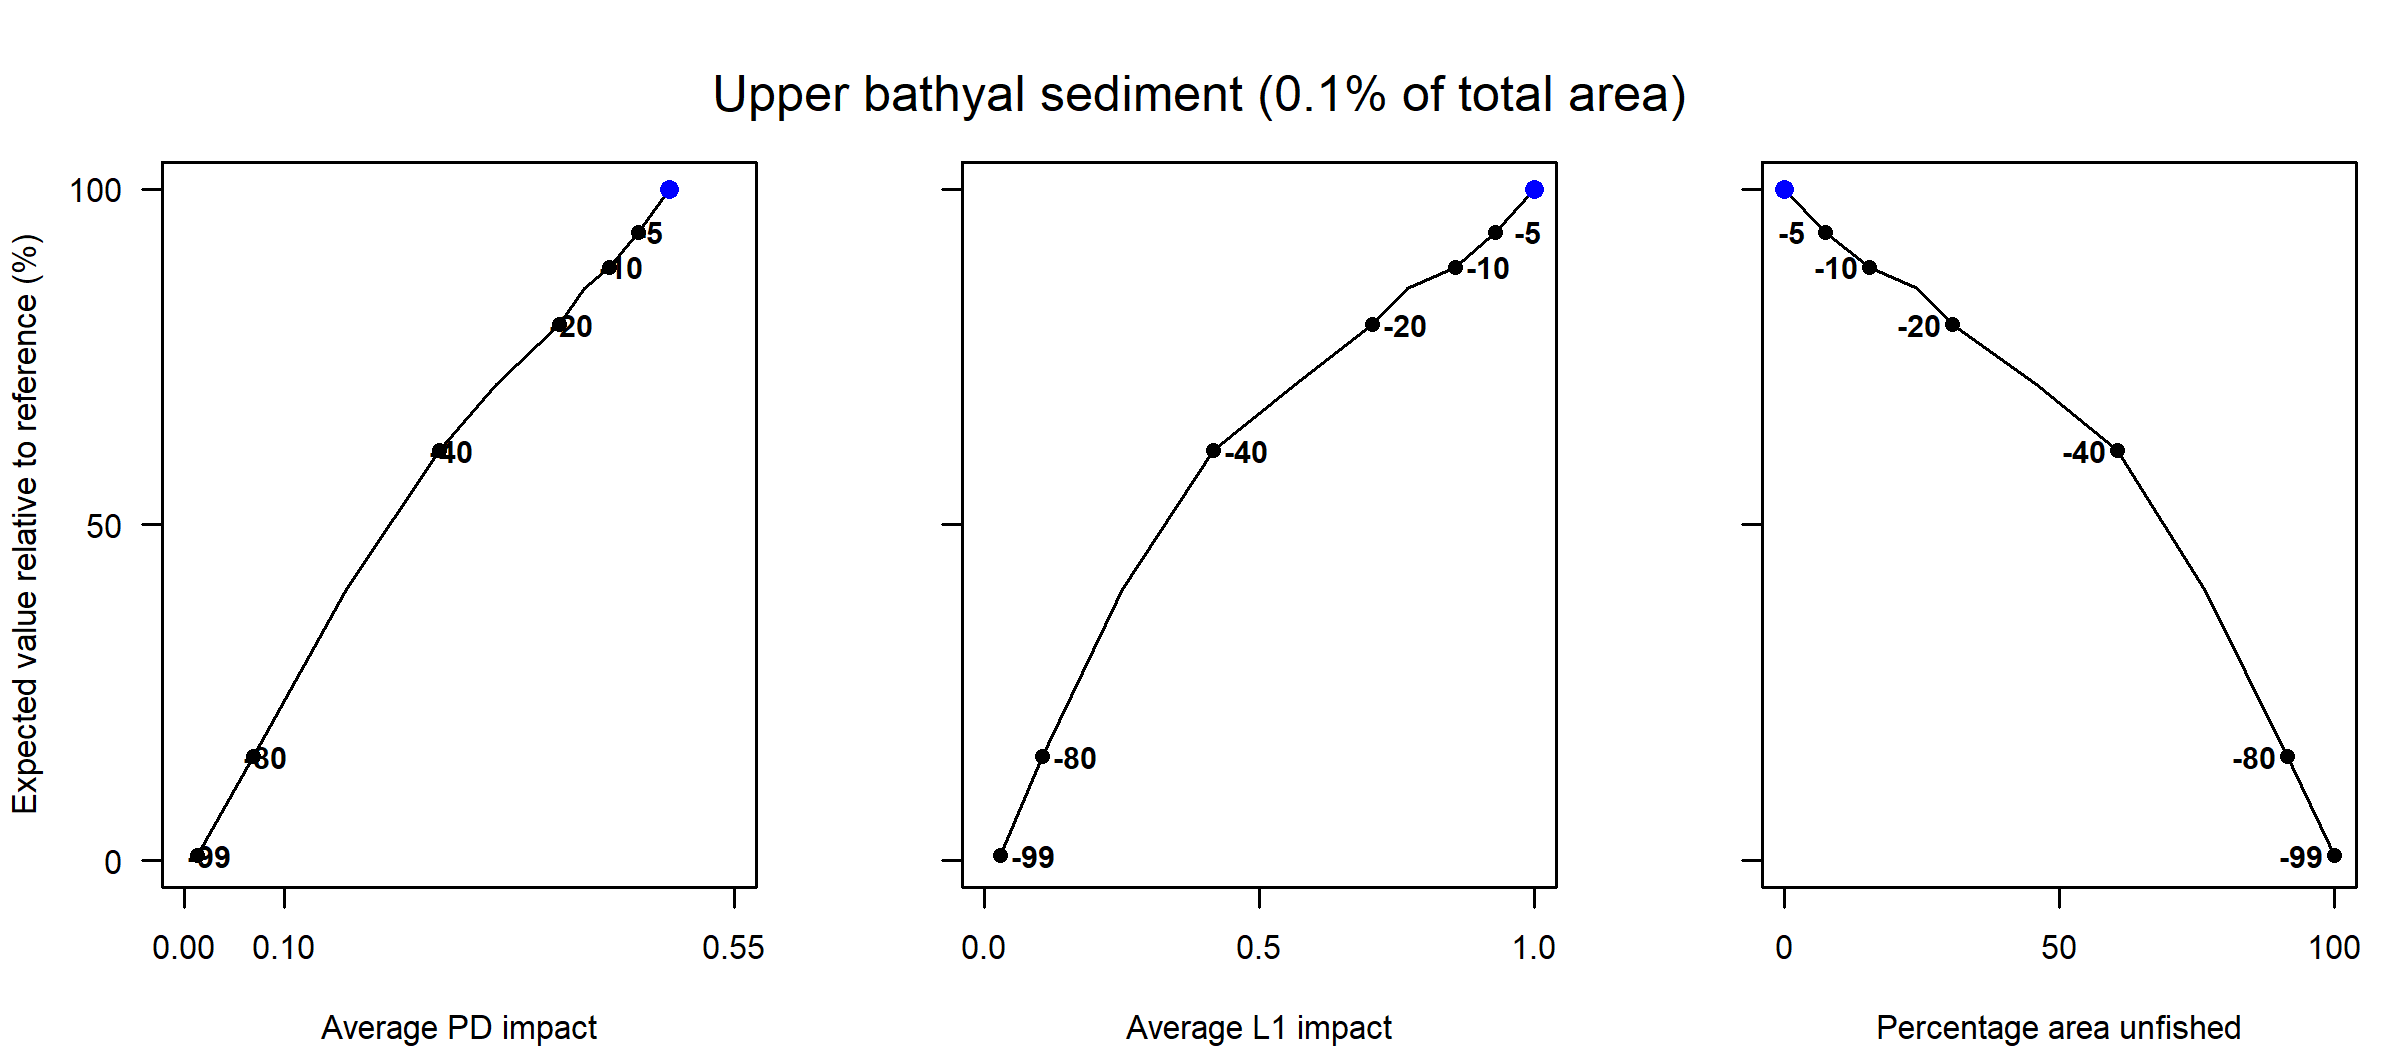 Upper bathyal sediment (0.1% of total area)
Expected value relative to reference (%)
100
50
0
-5
-10
-20
-40
-80
-99
0.00 0.10 0.55
Average PD impact
-5
-10
-20
-40
-80
-99
0.0 0.5 1.0
Average L1 impact
-5
-10
-20
-40
-80
-99
0 50 100
Percentage area unfished